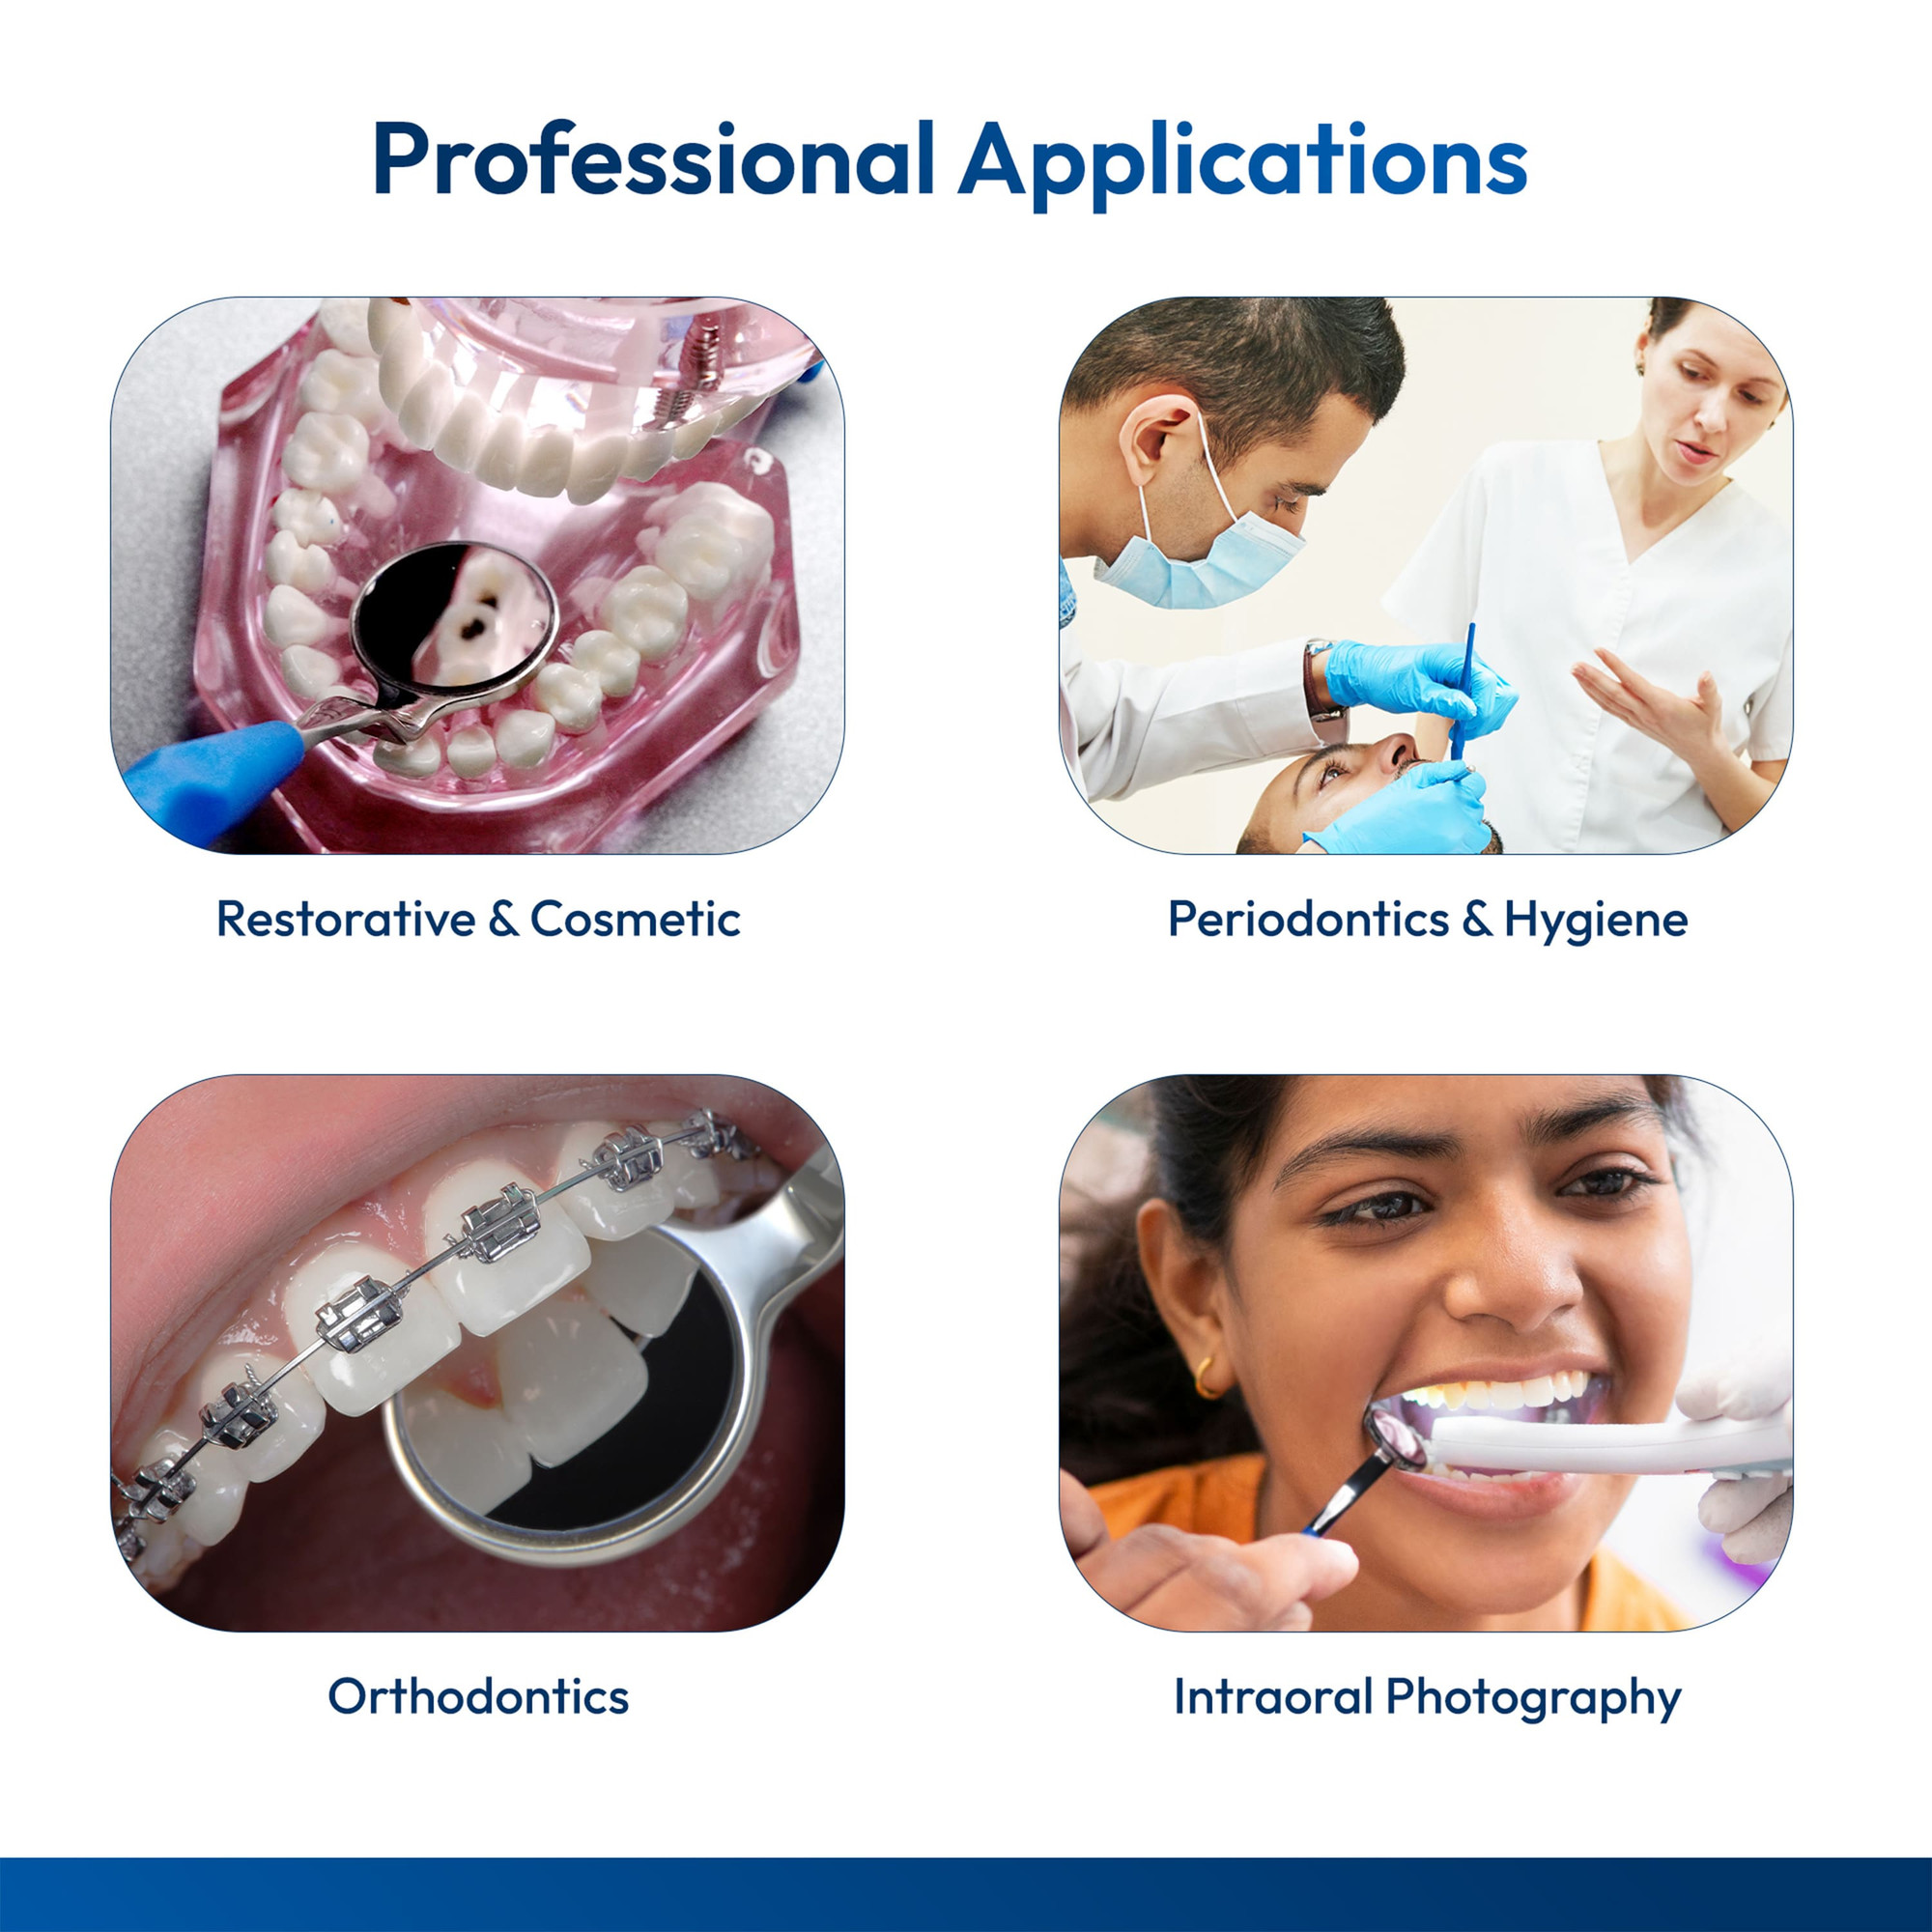 Professional Applications
Restorative & Cosmetic
Periodontics & Hygiene
Orthodontics
Intraoral Photography